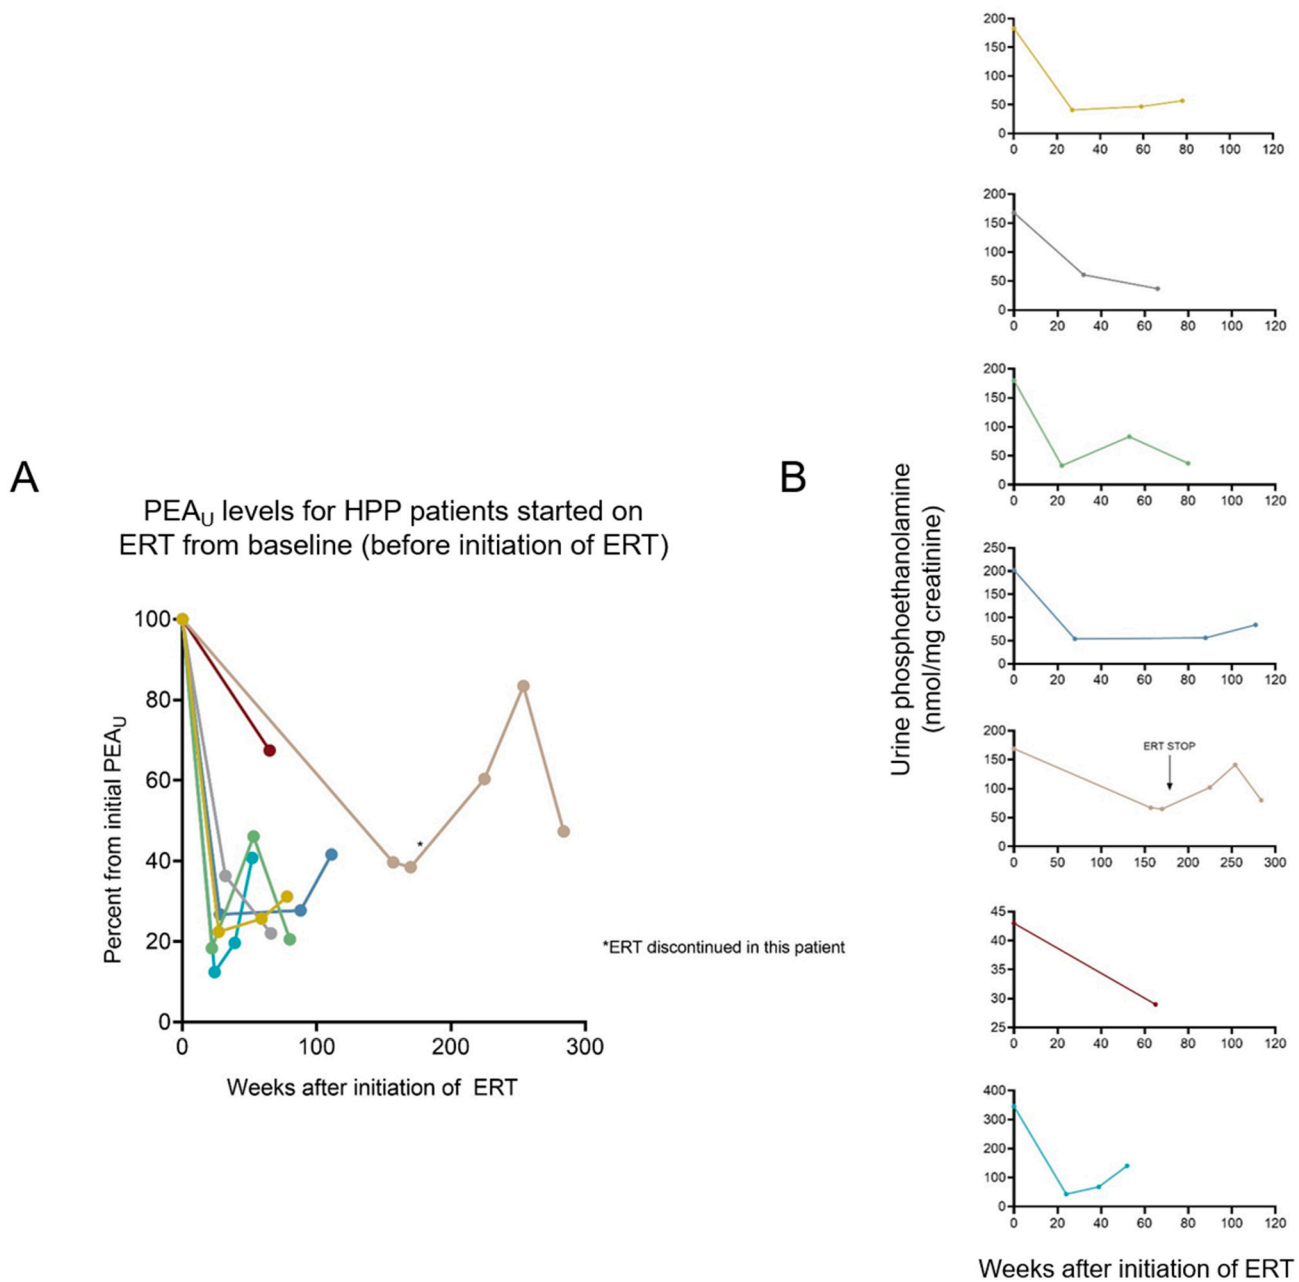 A
PEAU levels for HPP patients started on
ERT from baseline (before initiation of ERT)
Percent from initial PEAU
100
80
60
40
20
0
*
0 100 200 300
Weeks after initiation of ERT
*ERT discontinued in this patient
B
Urine phosphoethanolamine
(nmol/mg creatinine)
200
150
100
50
0
0 20 40 60 80 100 120
200
150
100
50
0
0 20 40 60 80 100 120
200
150
100
50
0
0 20 40 60 80 100 120
250
200
150
100
50
0
0 20 40 60 80 100 120
200
150
100
50
0
ERT STOP
0 50 100 150 200 250 300
45
40
35
30
25
0 20 40 60 80 100 120
400
300
200
100
0
0 20 40 60 80 100 120
Weeks after initiation of ERT